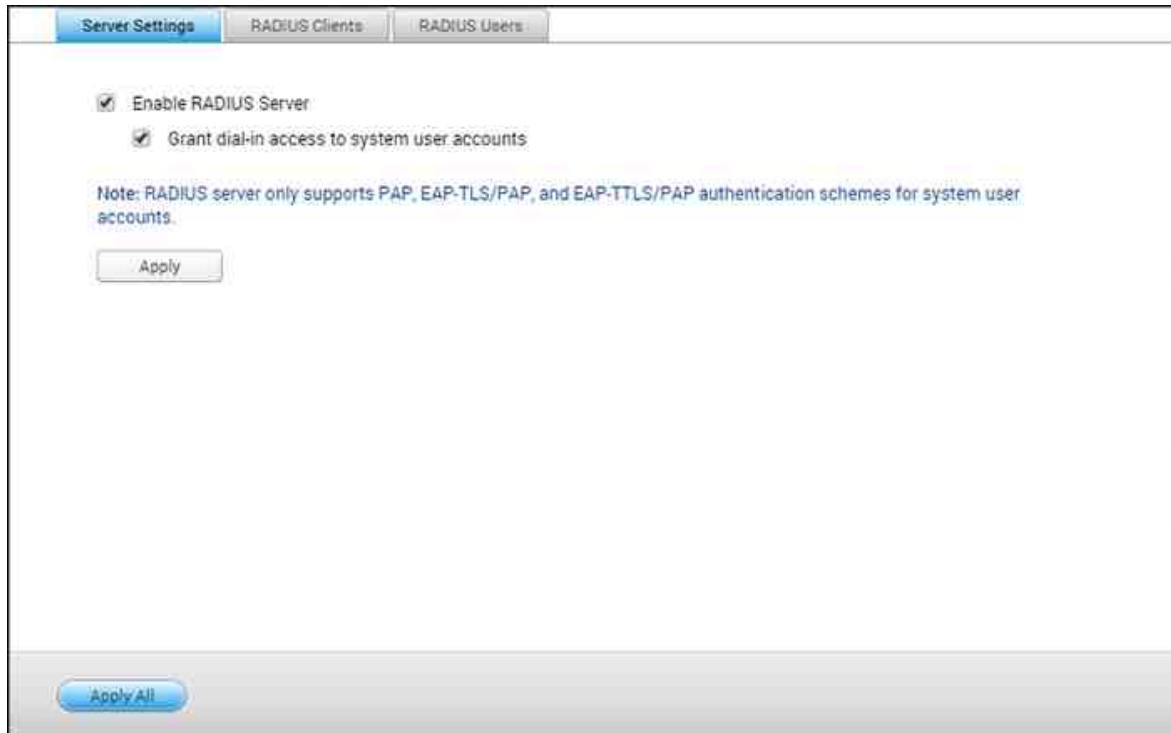 Server Settings RADIUS Clients RADIUS Users
Enable RADIUS Server
Grant dial-in access to system user accounts
Note: RADIUS server only supports PAP, EAP-TLS/PAP, and EAP-TTLS/PAP authentication schemes for system user
accounts.
Apply
Apply All